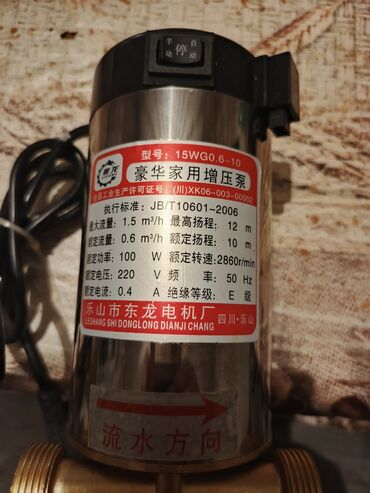 手动 停 自动
型号: 15WG0.6-10
豪华家用增压泵
全国工业生产许可证号: (川)XK06-003-00002
执行标准: JB/T10601-2006
最大流量: 1.5 m³/h 最高扬程: 12 m
额定流量: 0.6 m³/h 额定扬程: 10 m
额定功率: 100 W 额定转速: 2860r/min
额定电压: 220 V 频率: 50 Hz
额定电流: 0.4 A 绝缘等级: E 级
乐山市东龙电机厂
LESHANG SHI DONGLONG DIANJI CHANG
四川·乐山
流水方向